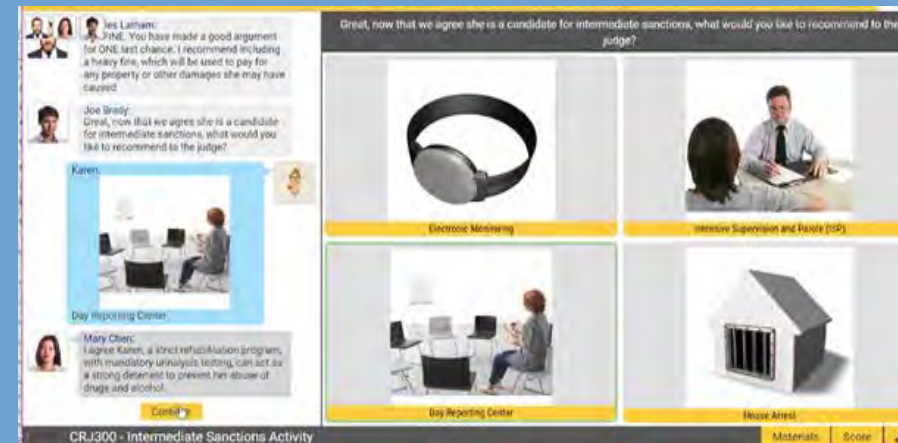 les Latham:
FINE. You have made a good argument
for ONE last chance. I recommend including
a heavy fine, which will be used to pay for
any property or other damages she may have
caused
Joe Brady:
Great, now that we agree she is a candidate
for intermediate sanctions, what would you
like to recommend to the judge?
Karen:
Day Reporting Center
Mary Chen:
I agree Karen, a strict rehabilitation program,
with mandatory urinalysis testing, can act as
a strong deterrent to prevent her abuse of
drugs and alcohol.
Continue
Great, now that we agree she is a candidate for intermediate sanctions, what would you like to recommend to the
judge?
Electronic Monitoring
Intensive Supervision and Parole (ISP)
Day Reporting Center
House Arrest
CRJ300 - Intermediate Sanctions Activity
Materials
Score